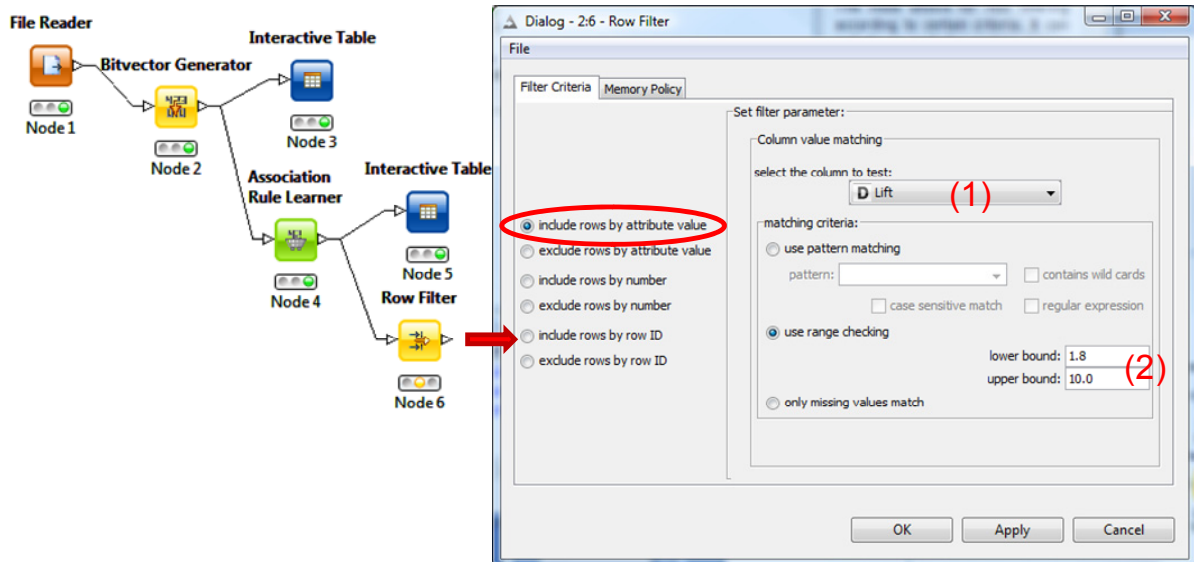 File Reader
Node 1
Bitvector Generator
Node 2
Interactive Table
Node 3
Association
Rule Learner
Node 4
Interactive Table
Node 5
Row Filter
Node 6
Dialog - 2:6 - Row Filter
File
Filter Criteria
Memory Policy
include rows by attribute value
exclude rows by attribute value
include rows by number
exclude rows by number
include rows by row ID
exclude rows by row ID
Set filter parameter:
Column value matching
select the column to test:
D Lift
(1)
matching criteria:
use pattern matching
pattern:
contains wild cards
case sensitive match
regular expression
use range checking
lower bound: 1.8
upper bound: 10.0
(2)
only missing values match
OK
Apply
Cancel